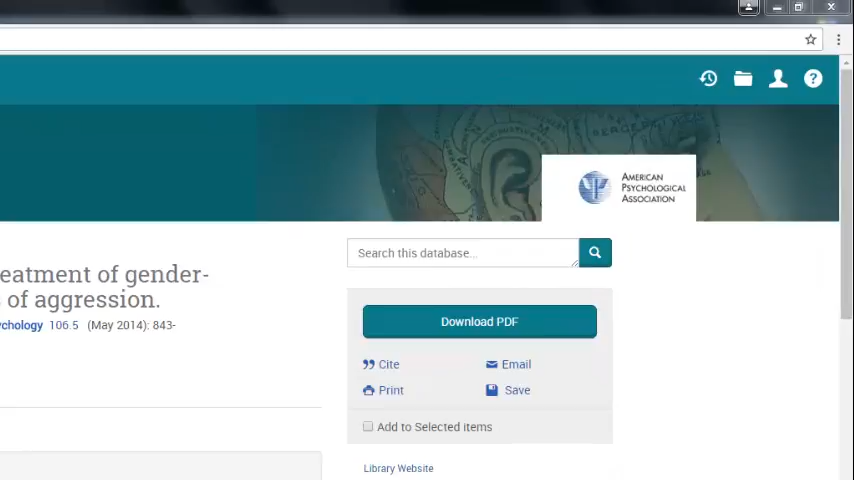 AMERICAN
PSYCHOLOGICAL
ASSOCIATION
Search this database...
eatment of gender-
s of aggression.
ychology 106.5 (May 2014): 843-
Download PDF
Cite
Email
Print
Save
Add to Selected items
Library Website